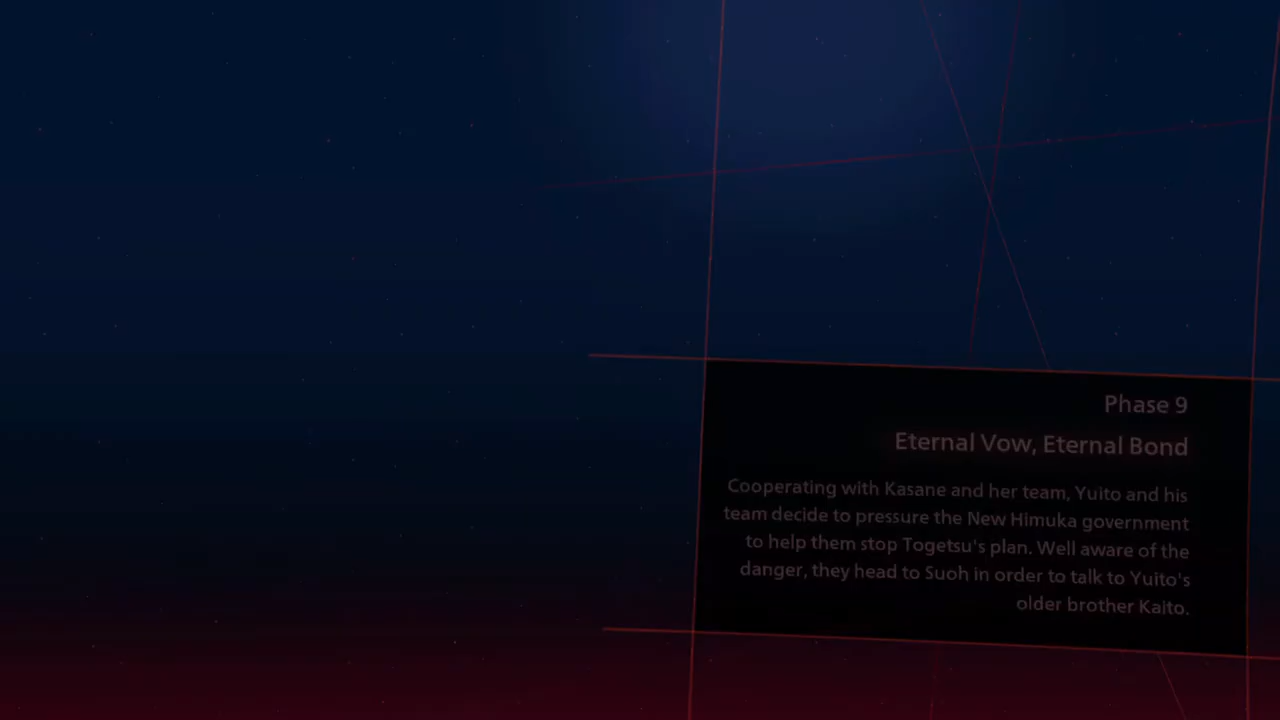 Phase 9
Eternal Vow, Eternal Bond
Cooperating with Kasane and her team, Yuito and his
team decide to pressure the New Himuka government
to help them stop Togetsu's plan. Well aware of the
danger, they head to Suoh in order to talk to Yuito's
older brother Kaito.